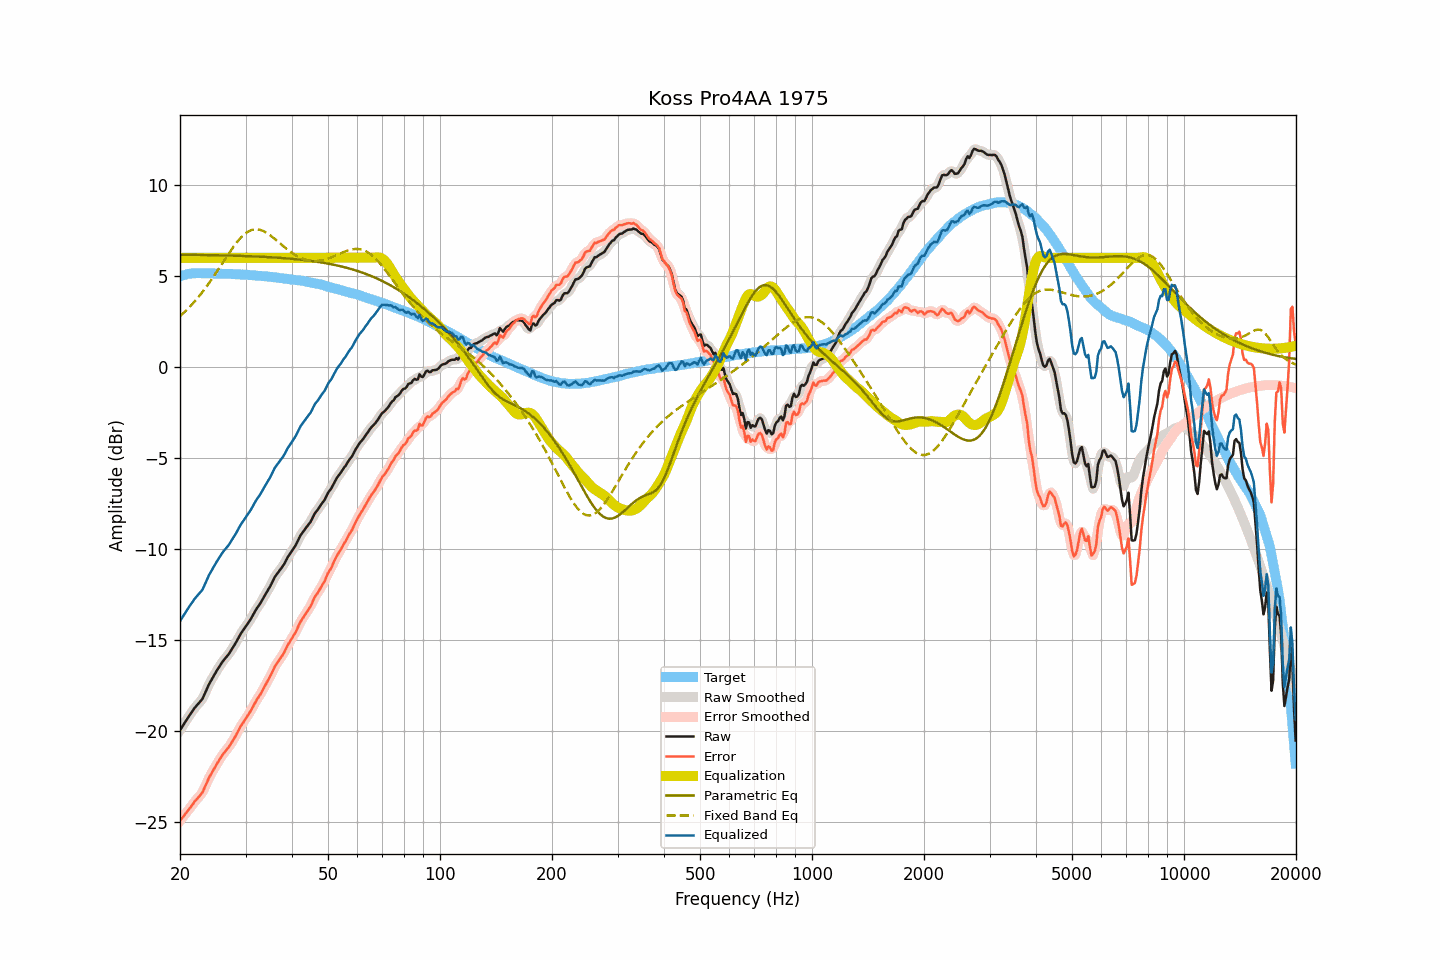 Koss Pro4AA 1975
Amplitude (dBr)
10
5
0
−5
−10
−15
−20
−25
Target
Raw Smoothed
Error Smoothed
Raw
Error
Equalization
Parametric Eq
Fixed Band Eq
Equalized
20 50 100 200 500 1000 2000 5000 10000 20000
Frequency (Hz)